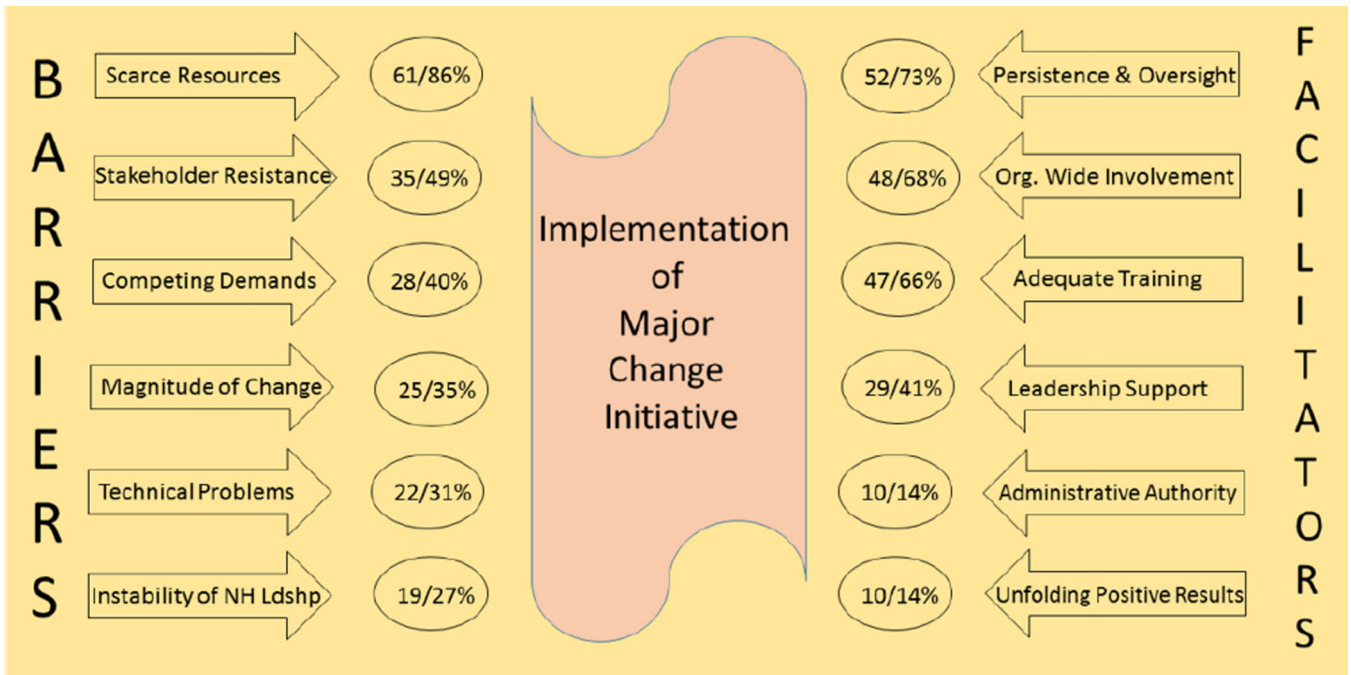 BARRIERS
Scarce Resources
61/86%
Stakeholder Resistance
35/49%
Competing Demands
28/40%
Magnitude of Change
25/35%
Technical Problems
22/31%
Instability of NH Ldshp
19/27%
Implementation
of
Major
Change
Initiative
52/73%
Persistence & Oversight
48/68%
Org. Wide Involvement
47/66%
Adequate Training
29/41%
Leadership Support
10/14%
Administrative Authority
10/14%
Unfolding Positive Results
FACILITATORS